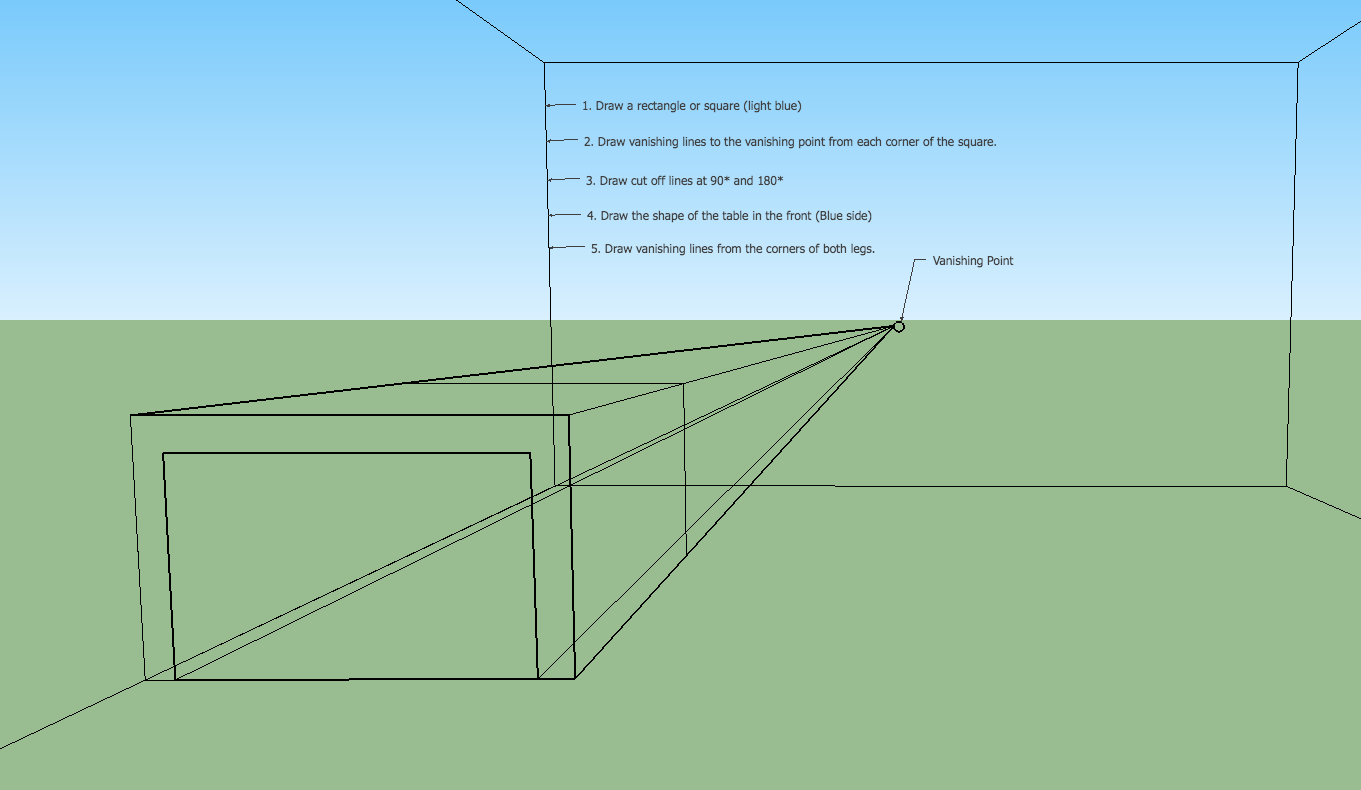 1. Draw a rectangle or square (light blue)
2. Draw vanishing lines to the vanishing point from each corner of the square.
3. Draw cut off lines at 90* and 180*
4. Draw the shape of the table in the front (Blue side)
5. Draw vanishing lines from the corners of both legs.
Vanishing Point